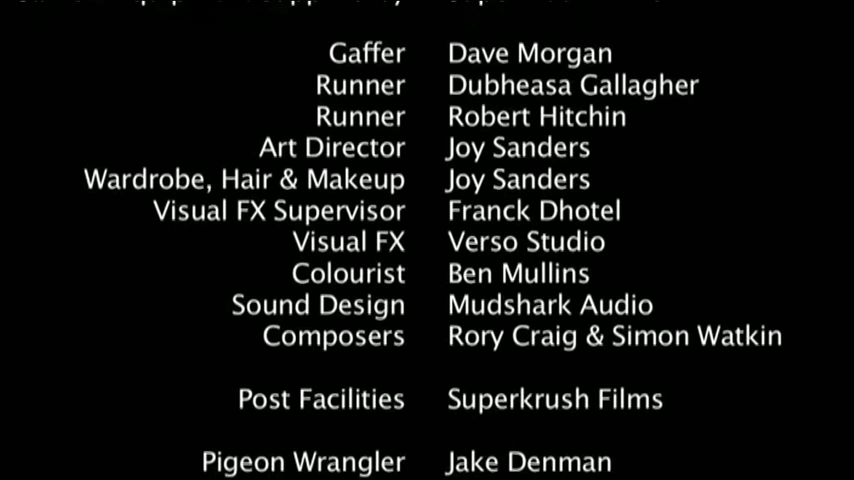 Gaffer Dave Morgan
Runner Dubheasa Gallagher
Runner Robert Hitchin
Art Director Joy Sanders
Wardrobe, Hair & Makeup Joy Sanders
Visual FX Supervisor Franck Dhotel
Visual FX Verso Studio
Colourist Ben Mullins
Sound Design Mudshark Audio
Composers Rory Craig & Simon Watkin
Post Facilities Superkrush Films
Pigeon Wrangler Jake Denman